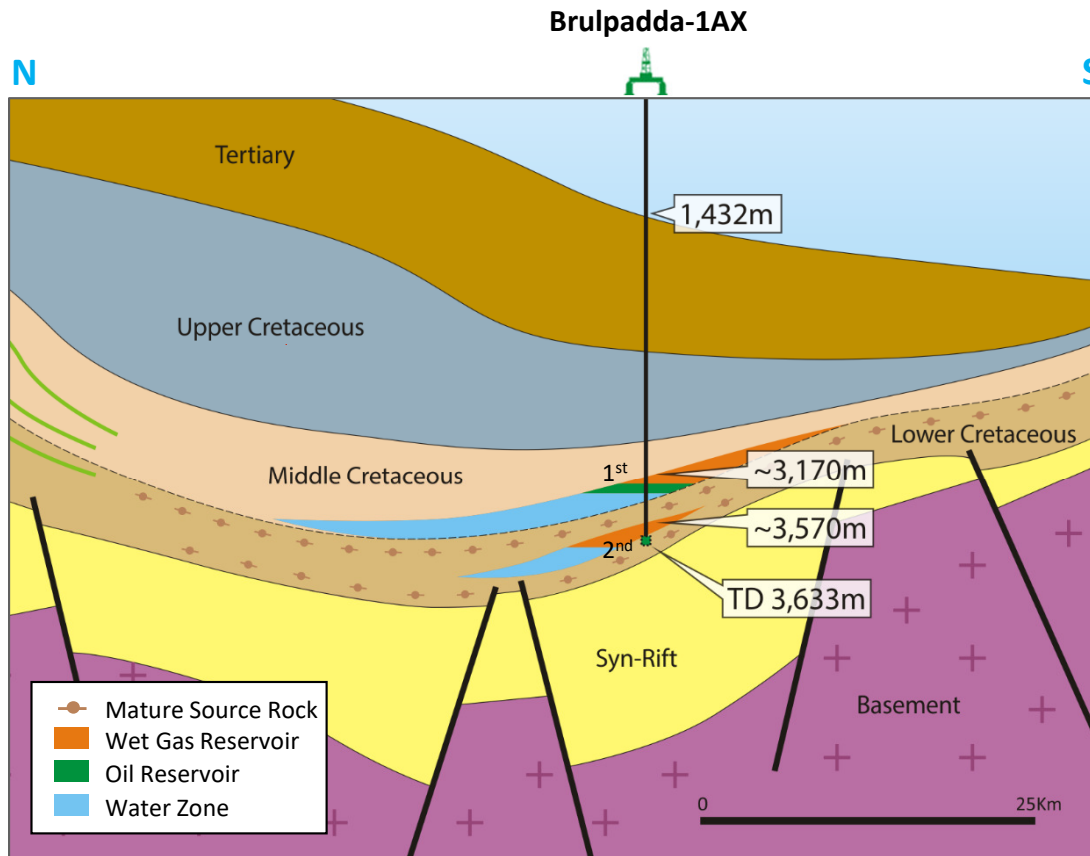 Brulpadda-1AX
N
S
Tertiary
1,432m
Upper Cretaceous
Lower Cretaceous
Middle Cretaceous
1st
~3,170m
~3,570m
2nd
TD 3,633m
Syn-Rift
Basement
Mature Source Rock
Wet Gas Reservoir
Oil Reservoir
Water Zone
0
25Km